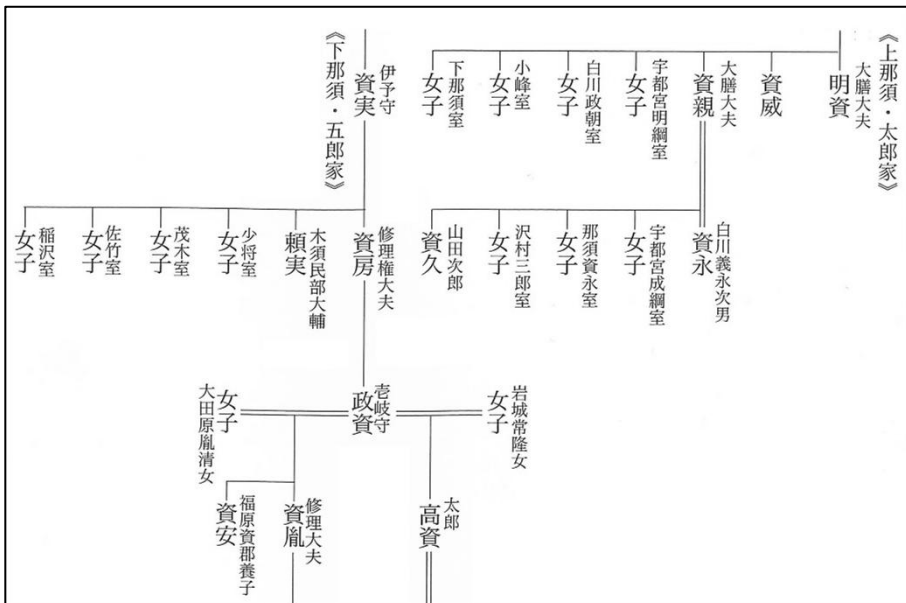 《上那須・太郎家》
大膳大夫
明資
資威
大膳大夫
資親
宇都宮明綱室
女子
白川政朝室
女子
小峰室
女子
下那須室
女子
《下那須・五郎家》
伊予守
資実
白川義永次男
資永
宇都宮成綱室
女子
那須資永室
女子
沢村三郎室
女子
山田次郎
資久
修理権大夫
資房
木須民部大輔
頼実
少将室
女子
茂木室
女子
佐竹室
女子
稲沢室
女子
岩城常隆女
女子
壱岐守
政資
女子
大田原胤清女
太郎
高資
修理大夫
資胤
福原資郡養子
資安